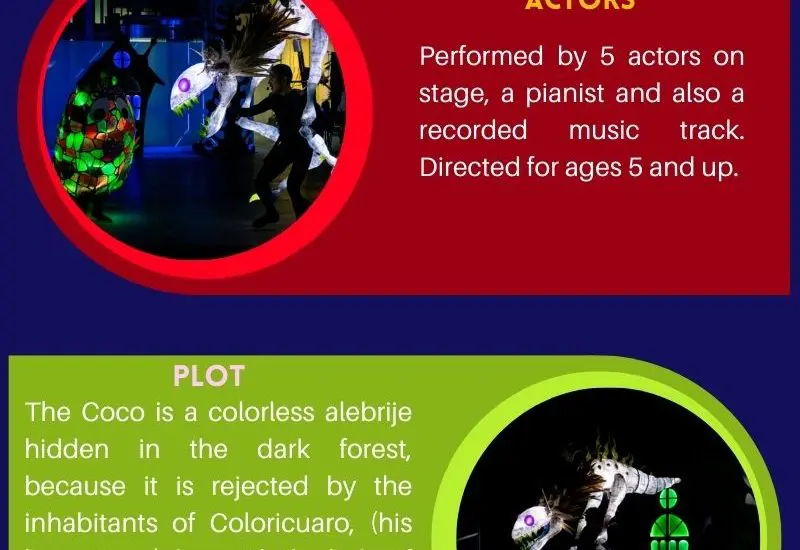 ACTORS
Performed by 5 actors on
stage, a pianist and also a
recorded music track.
Directed for ages 5 and up.
PLOT
The Coco is a colorless alebrije
hidden in the dark forest,
because it is rejected by the
inhabitants of Coloricuaro, (his